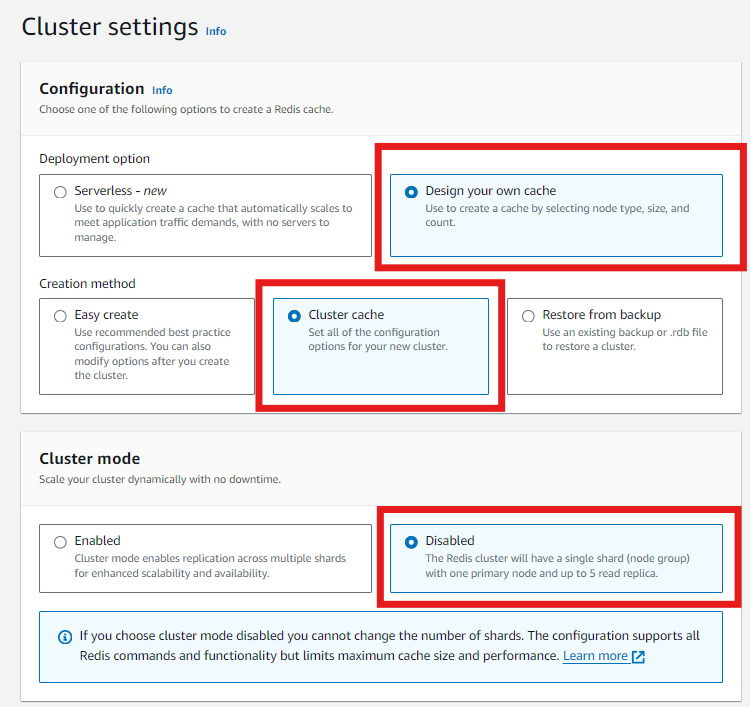 Cluster settings Info
Configuration Info
Choose one of the following options to create a Redis cache.
Deployment option
Serverless - new
Use to quickly create a cache that automatically scales to
meet application traffic demands, with no servers to
manage.
Design your own cache
Use to create a cache by selecting node type, size, and
count.
Creation method
Easy create
Use recommended best practice
configurations. You can also
modify options after you create
the cluster.
Cluster cache
Set all of the configuration
options for your new cluster.
Restore from backup
Use an existing backup or .rdb file
to restore a cluster.
Cluster mode
Scale your cluster dynamically with no downtime.
Enabled
Cluster mode enables replication across multiple shards
for enhanced scalability and availability.
Disabled
The Redis cluster will have a single shard (node group)
with one primary node and up to 5 read replica.
If you choose cluster mode disabled you cannot change the number of shards. The configuration supports all
Redis commands and functionality but limits maximum cache size and performance. Learn more